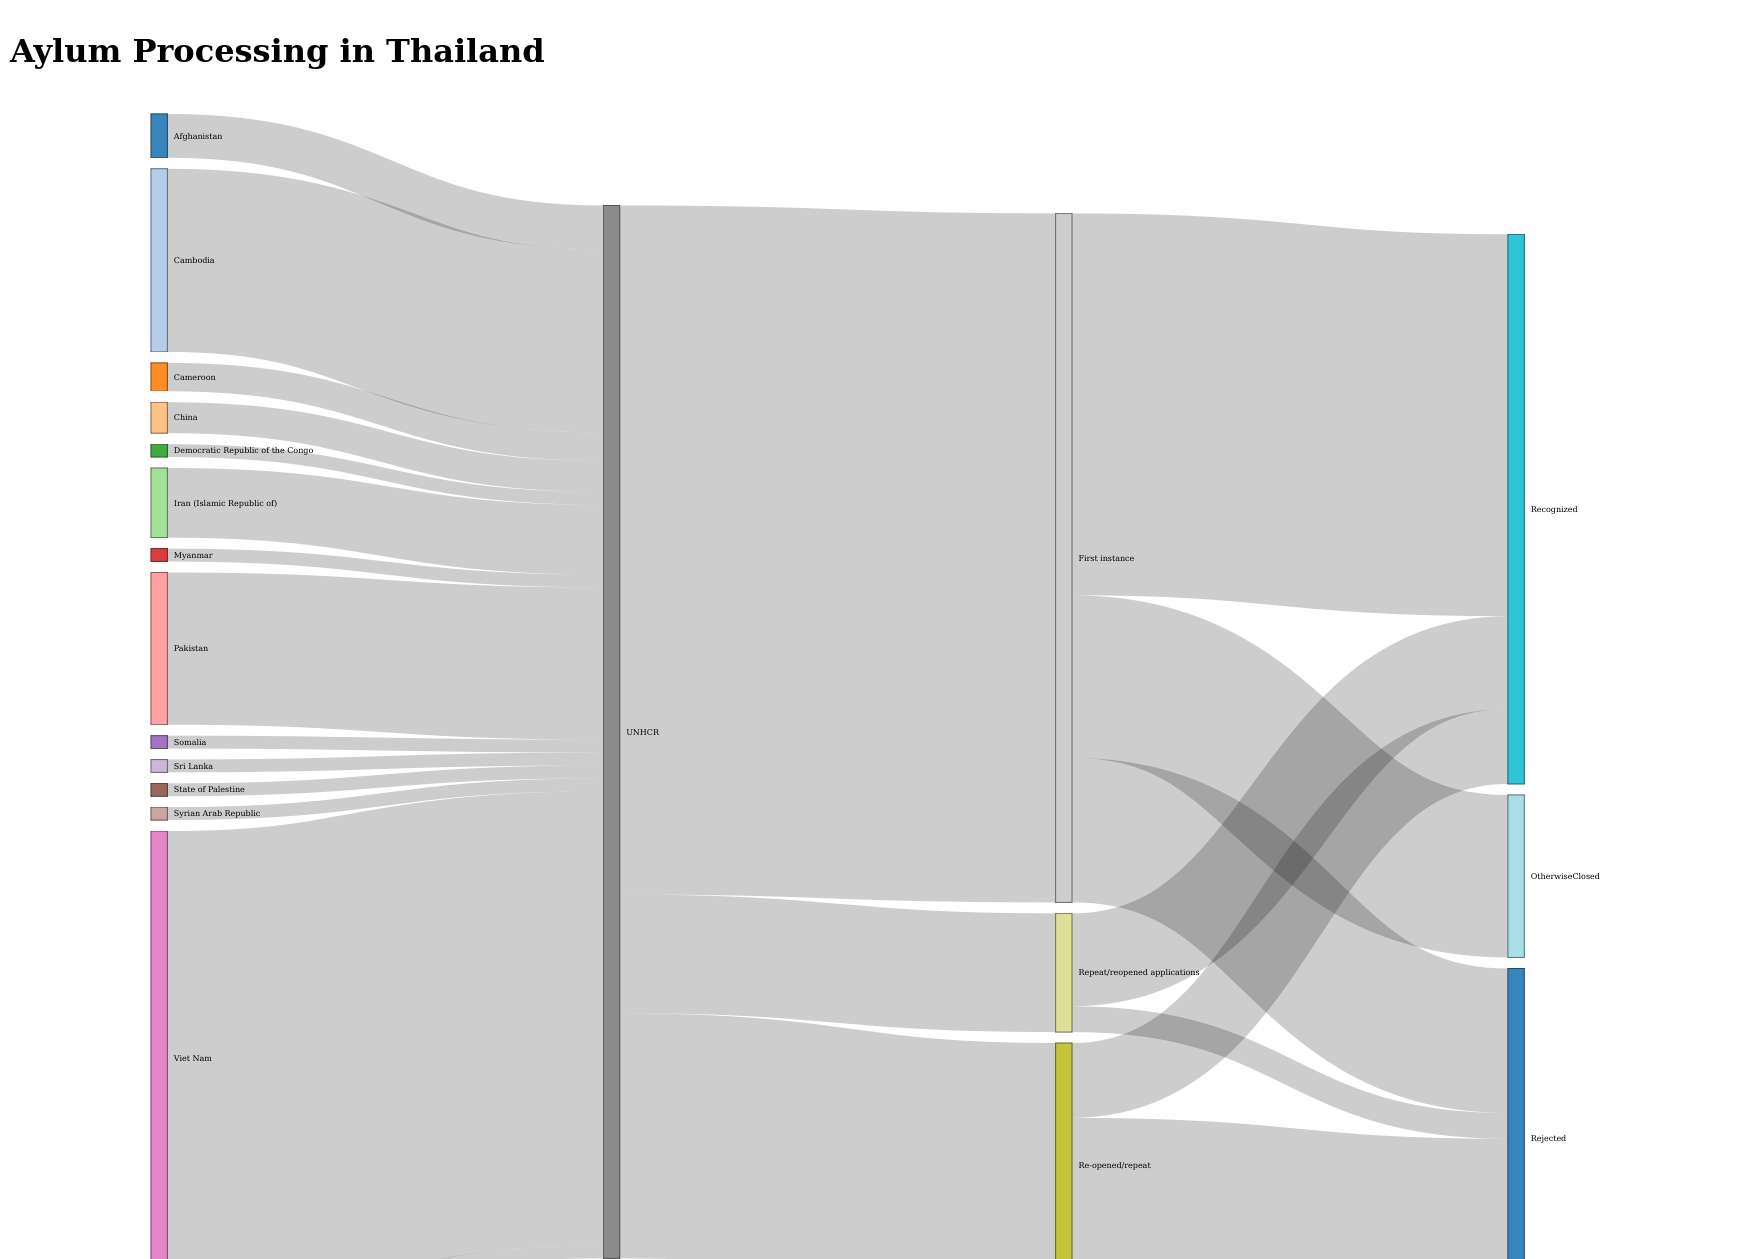 Aylum Processing in Thailand
Afghanistan
Cambodia
Cameroon
China
Democratic Republic of the Congo
Iran (Islamic Republic of)
Myanmar
Pakistan
Somalia
Sri Lanka
State of Palestine
Syrian Arab Republic
Viet Nam
UNHCR
First instance
Repeat/reopened applications
Re-opened/repeat
Recognized
OtherwiseClosed
Rejected